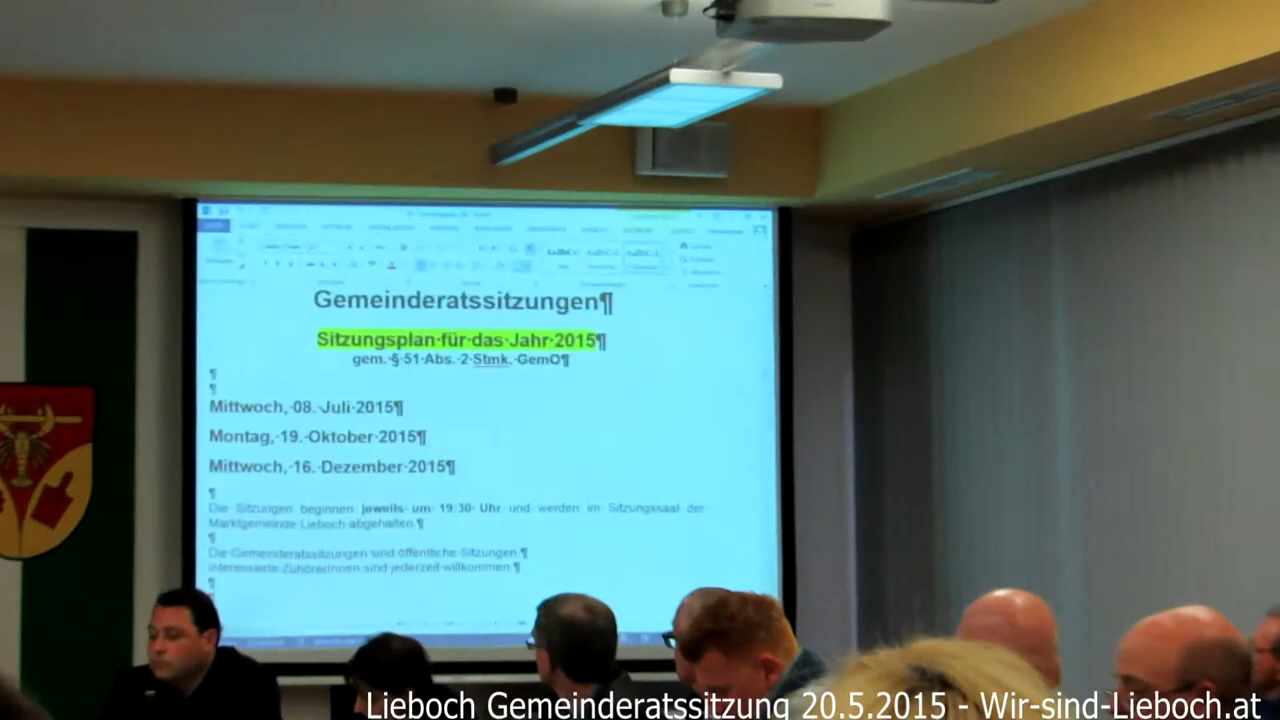 Gemeinderatssitzungen¶
Sitzungsplan·für·das·Jahr·2015¶
gem.·§·51·Abs.·2·Stmk.·GemO¶
¶
¶
Mittwoch,·08.·Juli·2015¶
Montag,·19.·Oktober·2015¶
Mittwoch,·16.·Dezember·2015¶
¶
Die Sitzungen beginnen jeweils um 19:30 Uhr und werden im Sitzungssaal der
Marktgemeinde Lieboch abgehalten.¶
¶
Die Gemeinderatssitzungen sind öffentliche Sitzungen.¶
Interessierte ZuhörerInnen sind jederzeit willkommen.¶
¶
Lieboch Gemeinderatssitzung 20.5.2015 - Wir-sind-Lieboch.at